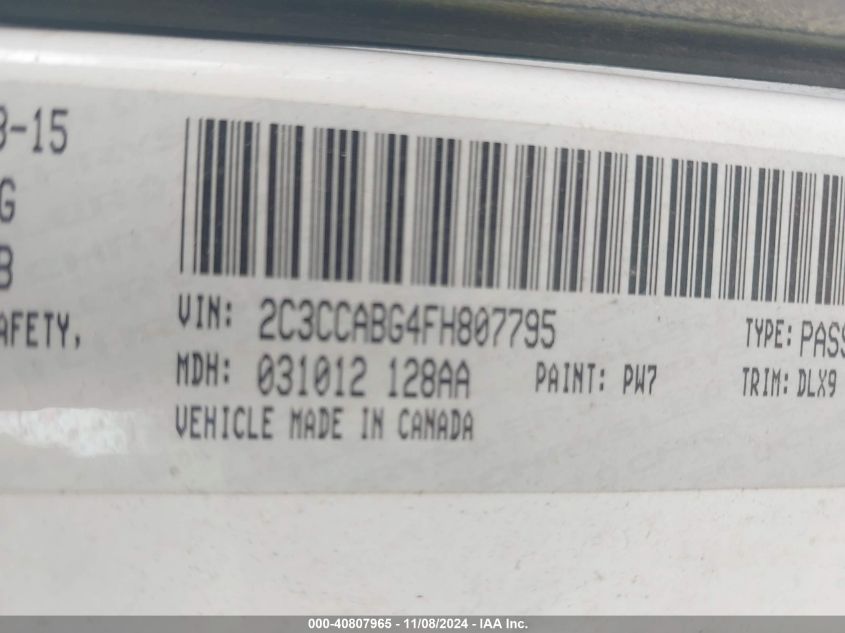 3-15
G
B
AFETY,
VIN: 2C3CCABG4FH807795
TYPE: PASS
MDH: 031012 128AA
PAINT: PW7
TRIM: DLX9
VEHICLE MADE IN CANADA
000-40807965 - 11/08/2024 - IAA Inc.